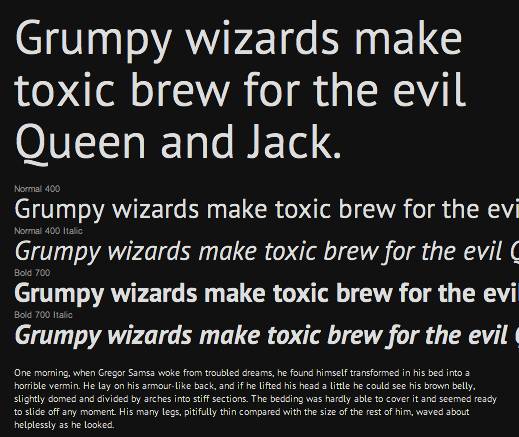 Grumpy wizards make
toxic brew for the evil
Queen and Jack.
Normal 400
Grumpy wizards make toxic brew for the evi
Normal 400 Italic
Grumpy wizards make toxic brew for the evil Q
Bold 700
Grumpy wizards make toxic brew for the evil
Bold 700 Italic
Grumpy wizards make toxic brew for the evil
One morning, when Gregor Samsa woke from troubled dreams, he found himself transformed in his bed into a
horrible vermin. He lay on his armour-like back, and if he lifted his head a little he could see his brown belly,
slightly domed and divided by arches into stiff sections. The bedding was hardly able to cover it and seemed ready
to slide off any moment. His many legs, pitifully thin compared with the size of the rest of him, waved about
helplessly as he looked.